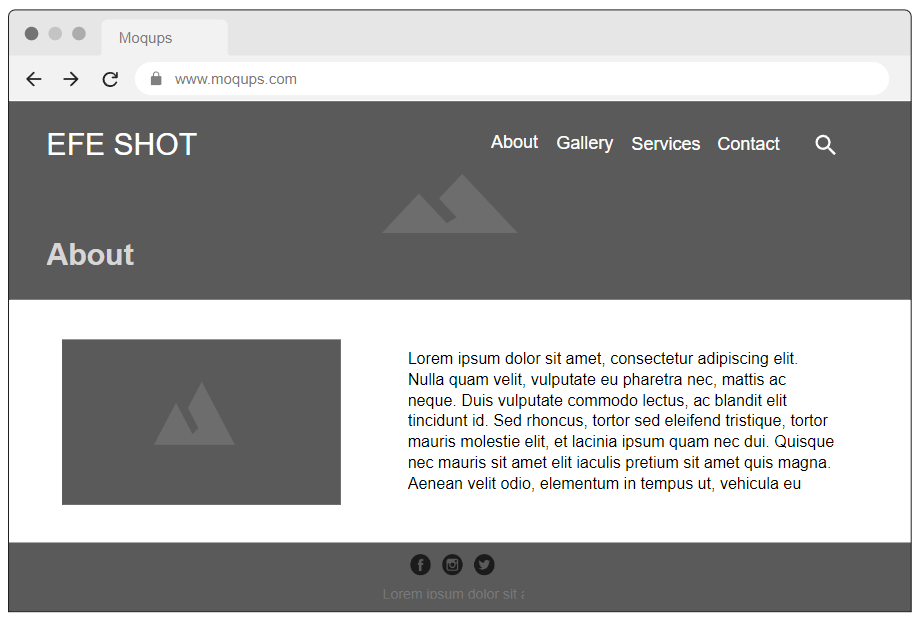 Moqups
www.moqups.com
EFE SHOT
About Gallery Services Contact
About
Lorem ipsum dolor sit amet, consectetur adipiscing elit.
Nulla quam velit, vulputate eu pharetra nec, mattis ac
neque. Duis vulputate commodo lectus, ac blandit elit
tincidunt id. Sed rhoncus, tortor sed eleifend tristique, tortor
mauris molestie elit, et lacinia ipsum quam nec dui. Quisque
nec mauris sit amet elit iaculis pretium sit amet quis magna.
Aenean velit odio, elementum in tempus ut, vehicula eu
Lorem ipsum dolor sit a